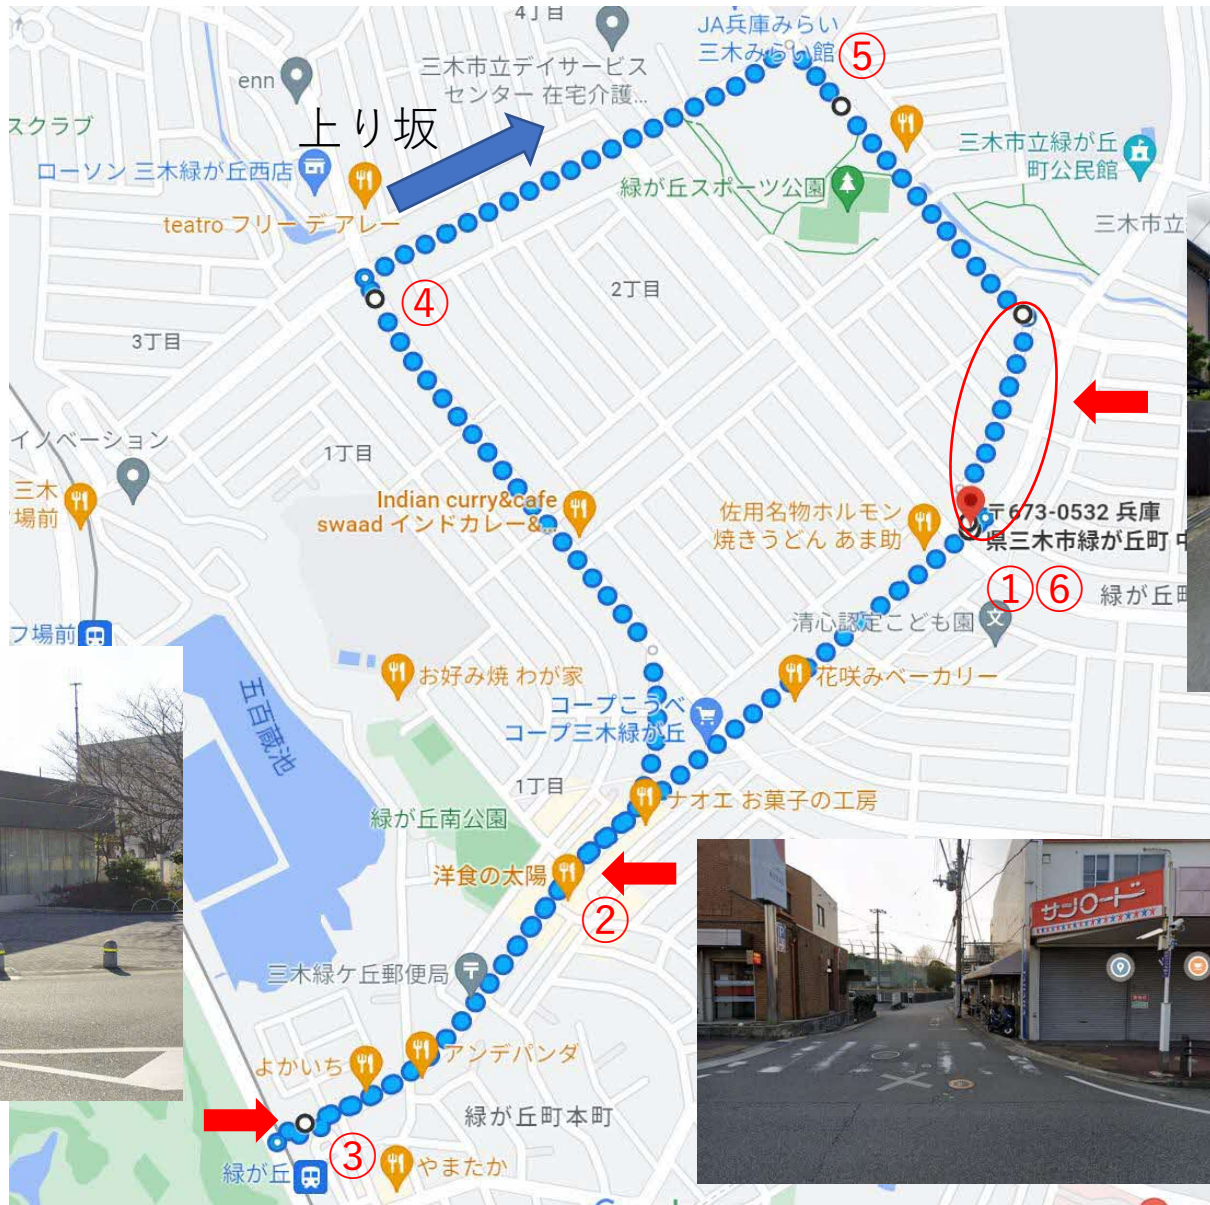 4丁目
JA兵庫みらい
三木みらい館
⑤
enn
三木市立デイサービス
センター 在宅介護...
上り坂
スクラブ
ローソン 三木緑が丘西店
三木市立緑が丘
町公民館
緑が丘スポーツ公園
teatro フリー デ アレー
三木市立
④
2丁目
3丁目
イノベーション
1丁目
三木
場前
Indian curry&cafe
swaad インドカレー&...
佐用名物ホルモン
焼きうどん あま助
〒673-0532 兵庫
県三木市緑が丘町 中
①⑥
緑が丘町
清心認定こども園
フ場前
お好み焼 わが家
花咲みベーカリー
五百蔵池
コープこうべ
コープ三木緑が丘
1丁目
ナオエ お菓子の工房
緑が丘南公園
洋食の太陽
②
サンロード
三木緑ケ丘郵便局
よかいち
アンデパンダ
緑が丘町本町
③
緑が丘
やまたか